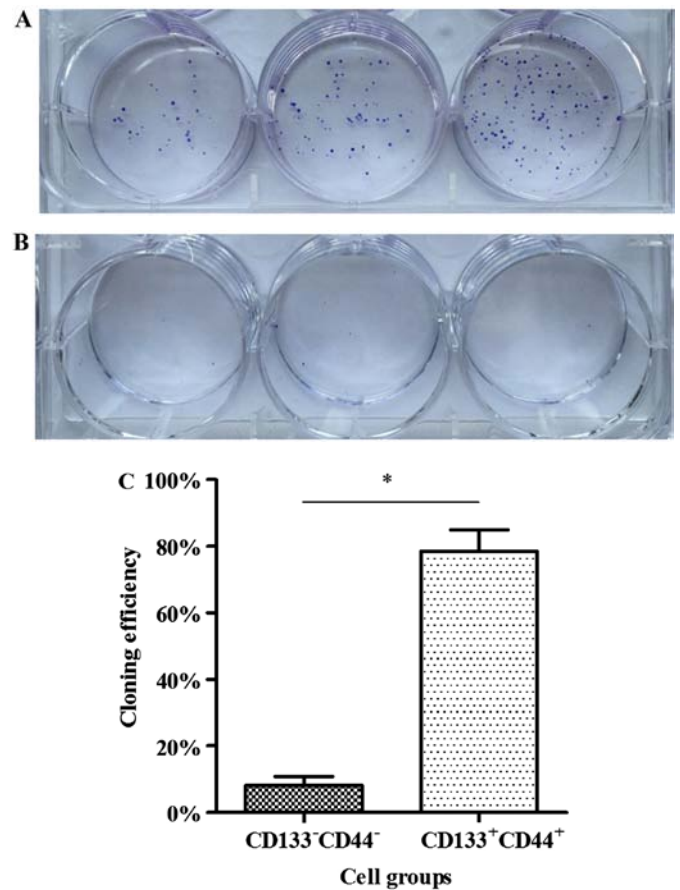 A
B
C
100%
*
80%
60%
40%
20%
0%
Cloning efficiency
CD133⁻CD44⁻
CD133⁺CD44⁺
Cell groups